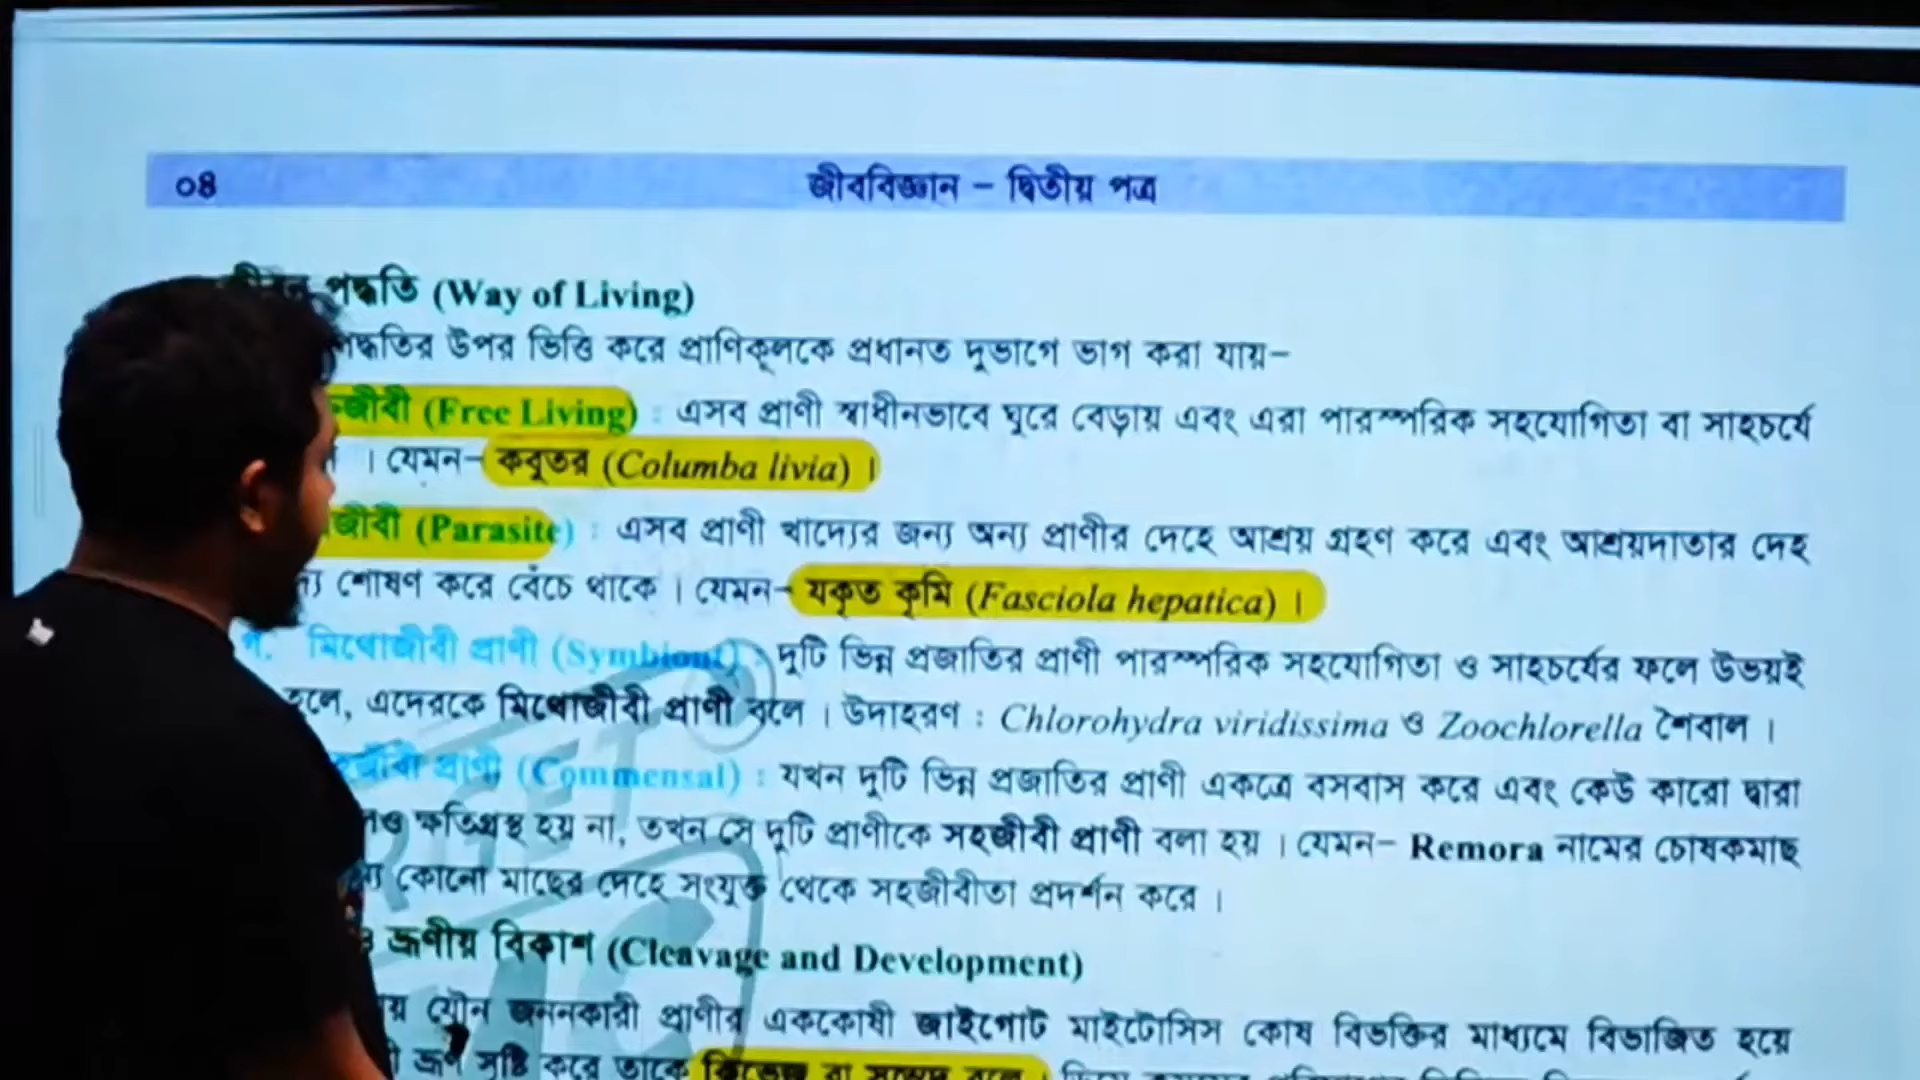 ০৪
জীববিজ্ঞান – দ্বিতীয় পত্র
পদ্ধতি (Way of Living)
পদ্ধতির উপর ভিত্তি করে প্রাণিকূলকে প্রধানত দুভাগে ভাগ করা যায়–
জীবী (Free Living) : এসব প্রাণী স্বাধীনভাবে ঘুরে বেড়ায় এবং এরা পারস্পরিক সহযোগিতা বা সাহচর্যে
। যেমন– কবুতর (Columba livia) ।
জীবী (Parasite) : এসব প্রাণী খাদ্যের জন্য অন্য প্রাণীর দেহে আশ্রয় গ্রহণ করে এবং আশ্রয়দাতার দেহ
শোষণ করে বেঁচে থাকে । যেমন– যকৃত কৃমি (Fasciola hepatica) ।
গ. মিথোজীবী প্রাণী (Symbiont) : দুটি ভিন্ন প্রজাতির প্রাণী পারস্পরিক সহযোগিতা ও সাহচর্যের ফলে উভয়ই
হলে, এদেরকে মিথোজীবী প্রাণী বলে । উদাহরণ : Chlorohydra viridissima ও Zoochlorella শৈবাল ।
প্রাণী (Commensal) : যখন দুটি ভিন্ন প্রজাতির প্রাণী একত্রে বসবাস করে এবং কেউ কারো দ্বারা
ক্ষতিগ্রস্থ হয় না, তখন সে দুটি প্রাণীকে সহজীবী প্রাণী বলা হয় । যেমন– Remora নামের চোষকমাছ
কোনো মাছের দেহে সংযুক্ত থেকে সহজীবীতা প্রদর্শন করে ।
ভ্রূণীয় বিকাশ (Cleavage and Development)
যৌন জননকারী প্রাণীর এককোষী জাইগোট মাইটোসিস কোষ বিভক্তির মাধ্যমে বিভাজিত হয়ে
ভ্রূণ সৃষ্টি করে তাকে ক্লিভেজ বা সম্ভেদ বলে ।